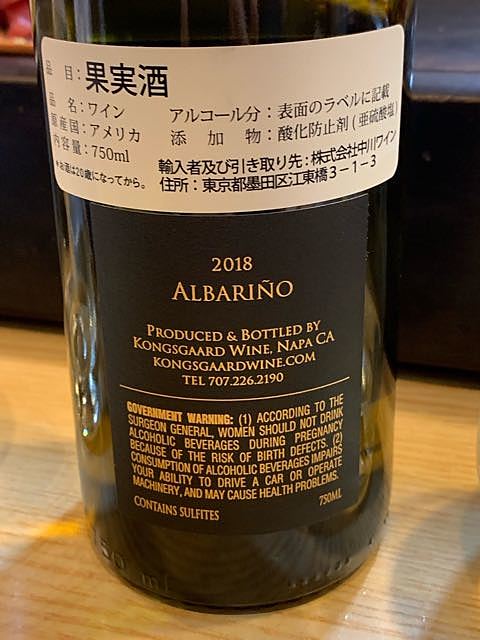 品 目：果実酒
品 名：ワイン
アルコール分：表面のラベルに記載
原産国：アメリカ
添 加 物：酸化防止剤(亜硫酸塩)
内容量：750ml
輸入者及び引き取り先：株式会社中川ワイン
*お酒は20歳になってから。
住所：東京都墨田区江東橋3－1－3
2018
ALBARIÑO
PRODUCED & BOTTLED BY
KONGSGAARD WINE, NAPA CA
KONGSGAARDWINE.COM
TEL 707.226.2190
GOVERNMENT WARNING: (1) ACCORDING TO THE
SURGEON GENERAL, WOMEN SHOULD NOT DRINK
ALCOHOLIC BEVERAGES DURING PREGNANCY
BECAUSE OF THE RISK OF BIRTH DEFECTS. (2)
CONSUMPTION OF ALCOHOLIC BEVERAGES IMPAIRS
YOUR ABILITY TO DRIVE A CAR OR OPERATE
MACHINERY, AND MAY CAUSE HEALTH PROBLEMS.
CONTAINS SULFITES
750ML
750 ml